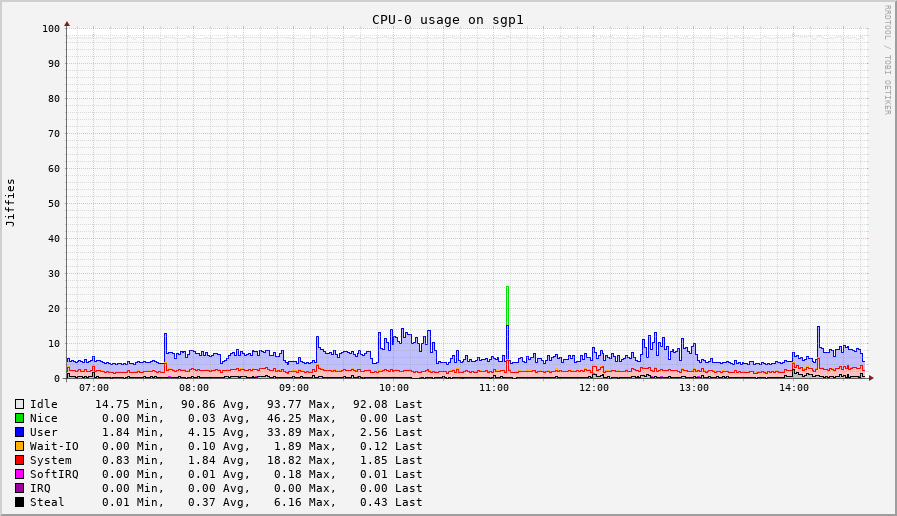 CPU-0 usage on sgp1
RRDTOOL / TOBI OETIKER
Jiffies
100
90
80
70
60
50
40
30
20
10
0
07:00 08:00 09:00 10:00 11:00 12:00 13:00 14:00
Idle 14.75 Min, 90.86 Avg, 93.77 Max, 92.08 Last
Nice 0.00 Min, 0.03 Avg, 46.25 Max, 0.00 Last
User 1.84 Min, 4.15 Avg, 33.89 Max, 2.56 Last
Wait-IO 0.00 Min, 0.10 Avg, 1.89 Max, 0.12 Last
System 0.83 Min, 1.84 Avg, 18.82 Max, 1.85 Last
SoftIRQ 0.00 Min, 0.01 Avg, 0.18 Max, 0.01 Last
IRQ 0.00 Min, 0.00 Avg, 0.00 Max, 0.00 Last
Steal 0.01 Min, 0.37 Avg, 6.16 Max, 0.43 Last